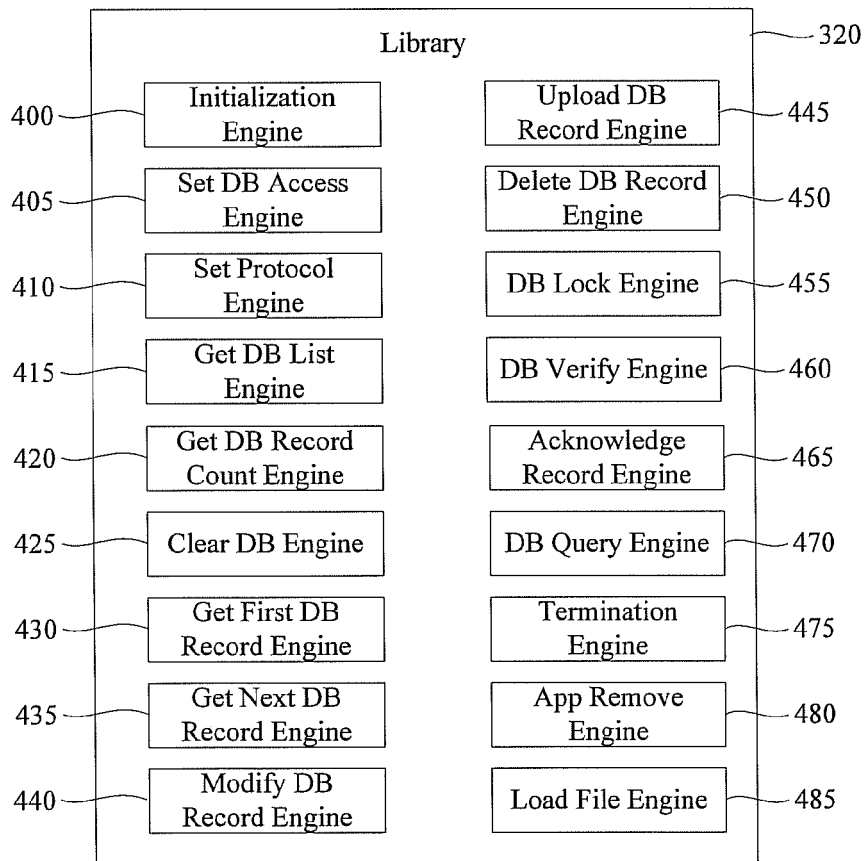 Library
320
400
Initialization
Engine
405
Set DB Access
Engine
410
Set Protocol
Engine
415
Get DB List
Engine
420
Get DB Record
Count Engine
425
Clear DB Engine
430
Get First DB
Record Engine
435
Get Next DB
Record Engine
440
Modify DB
Record Engine
Upload DB
Record Engine
445
Delete DB Record
Engine
450
DB Lock Engine
455
DB Verify Engine
460
Acknowledge
Record Engine
465
DB Query Engine
470
Termination
Engine
475
App Remove
Engine
480
Load File Engine
485